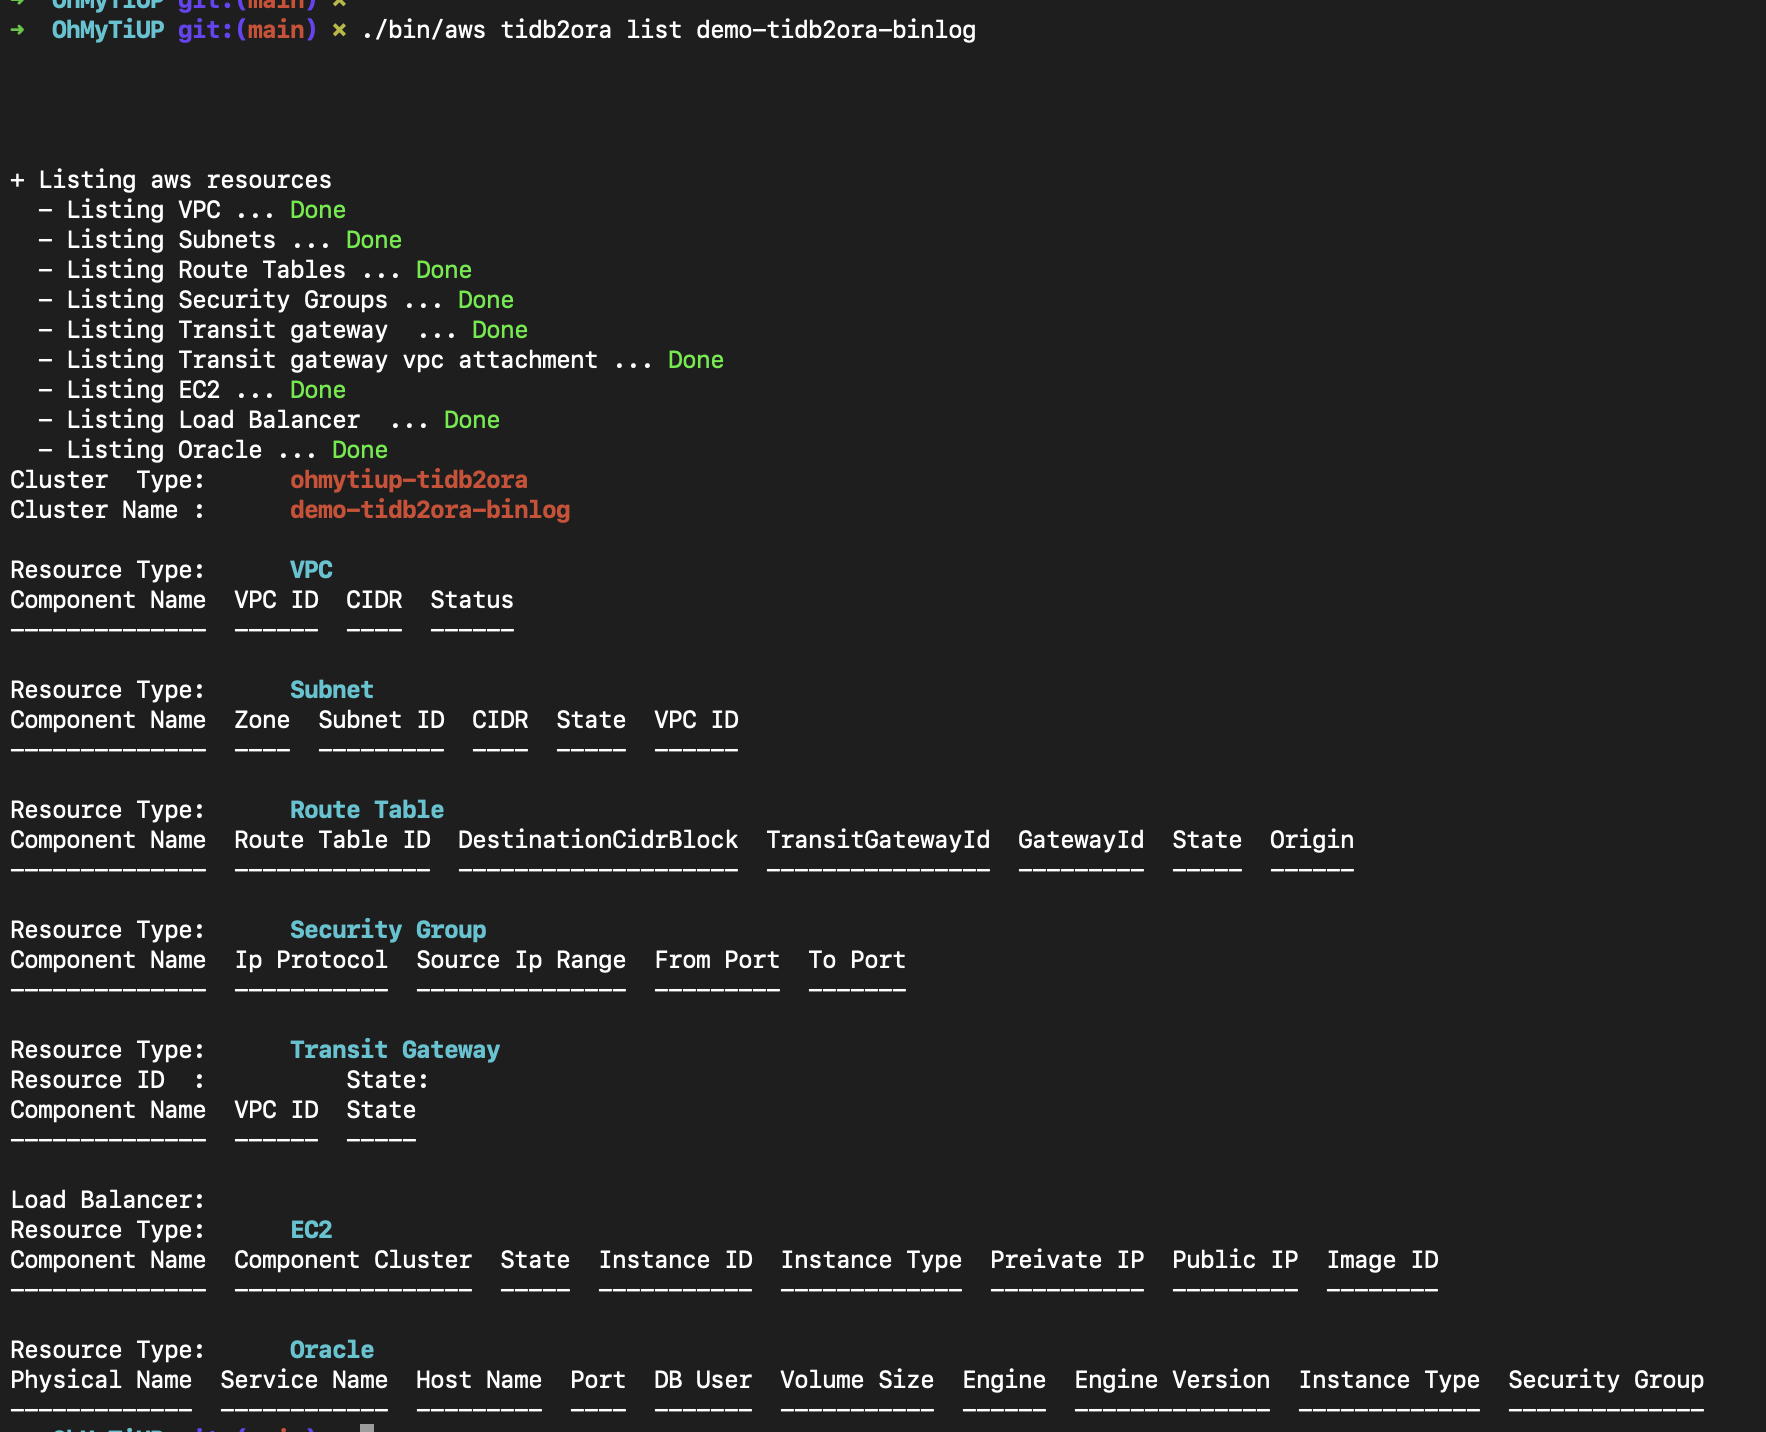 ➜  OhMyTiUP git:(main) ×
➜  OhMyTiUP git:(main) × ./bin/aws tidb2ora list demo-tidb2ora-binlog
+ Listing aws resources
  - Listing VPC ... Done
  - Listing Subnets ... Done
  - Listing Route Tables ... Done
  - Listing Security Groups ... Done
  - Listing Transit gateway  ... Done
  - Listing Transit gateway vpc attachment ... Done
  - Listing EC2 ... Done
  - Listing Load Balancer  ... Done
  - Listing Oracle ... Done
Cluster  Type:      ohmytiup-tidb2ora
Cluster Name :      demo-tidb2ora-binlog
Resource Type:      VPC
Component Name  VPC ID  CIDR  Status
--------------  ------  ----  ------
Resource Type:      Subnet
Component Name  Zone  Subnet ID  CIDR  State  VPC ID
--------------  ----  ---------  ----  -----  ------
Resource Type:      Route Table
Component Name  Route Table ID  DestinationCidrBlock  TransitGatewayId  GatewayId  State  Origin
--------------  --------------  --------------------  ----------------  ---------  -----  ------
Resource Type:      Security Group
Component Name  Ip Protocol  Source Ip Range  From Port  To Port
--------------  -----------  ---------------  ---------  -------
Resource Type:      Transit Gateway
Resource ID  :          State:
Component Name  VPC ID  State
--------------  ------  -----
Load Balancer:
Resource Type:      EC2
Component Name  Component Cluster  State  Instance ID  Instance Type  Preivate IP  Public IP  Image ID
--------------  -----------------  -----  -----------  -------------  -----------  ---------  --------
Resource Type:      Oracle
Physical Name  Service Name  Host Name  Port  DB User  Volume Size  Engine  Engine Version  Instance Type  Security Group
-------------  ------------  ---------  ----  -------  -----------  ------  --------------  -------------  --------------
OhMyTiUP git:(main)